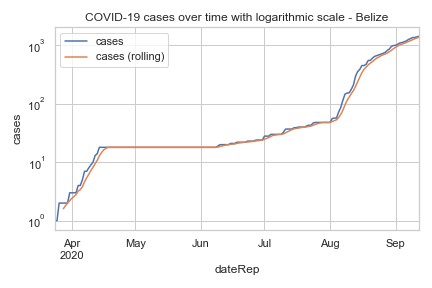 COVID-19 cases over time with logarithmic scale - Belize
cases
cases (rolling)
10³
10²
10¹
10⁰
cases
Apr
2020
May
Jun
Jul
Aug
Sep
dateRep